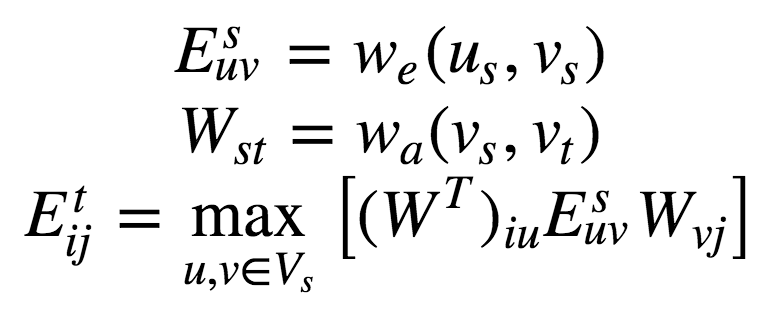 E^s_{uv} = w_e(u_s, v_s)
W_{st} = w_a(v_s, v_t)
E^t_{ij} = \max_{u,v \in V_s} [(W^T)_{iu} E^s_{uv} W_{vj}]